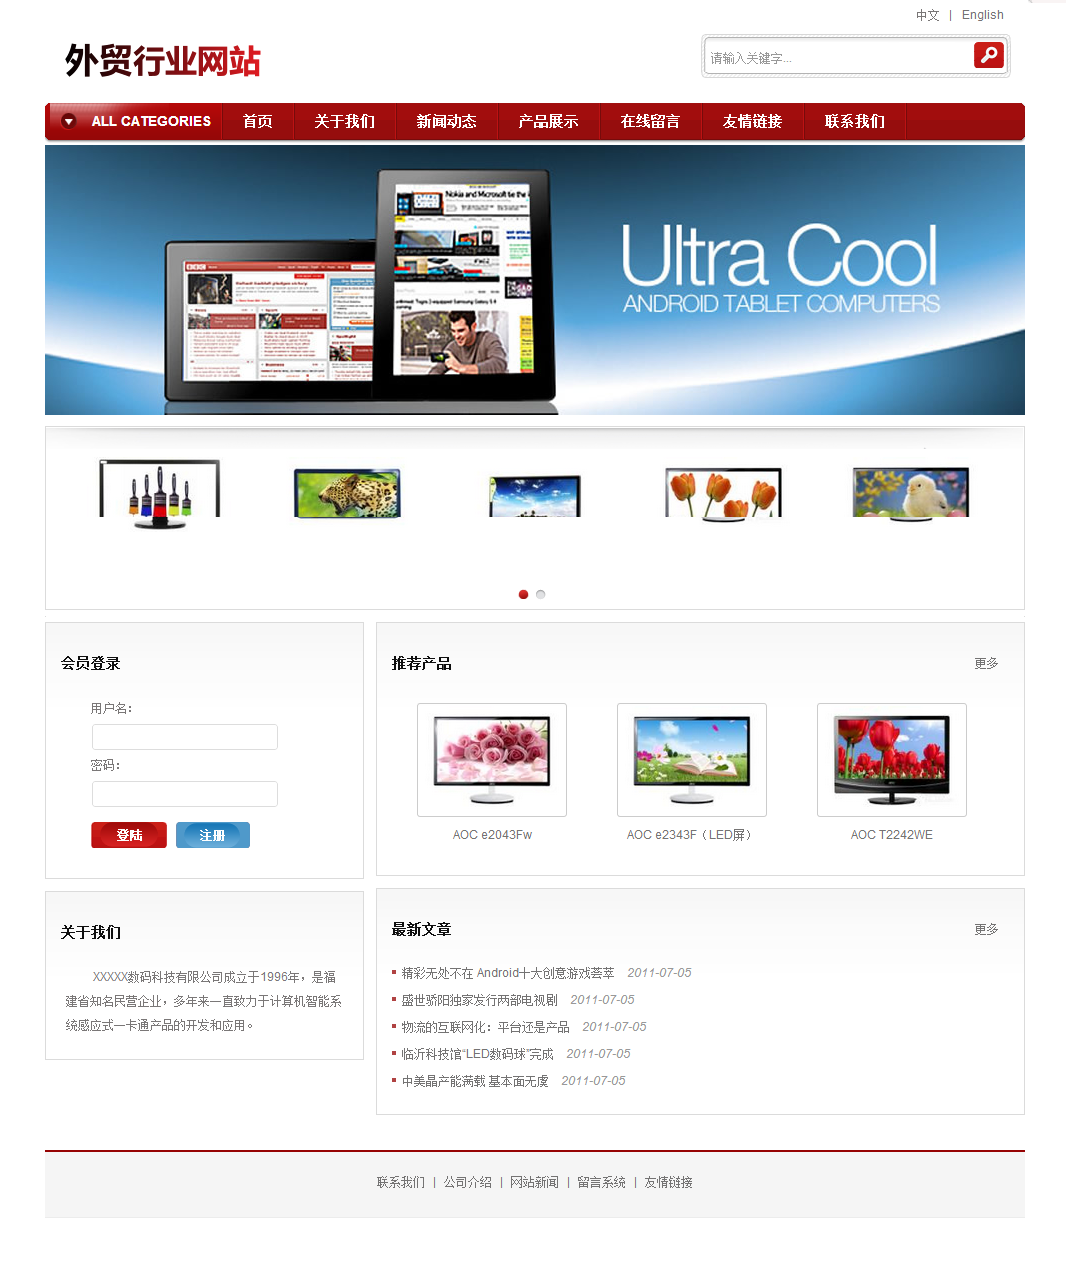 中文 | English
外贸行业网站
请输入关键字...
ALL CATEGORIES 首页 关于我们 新闻动态 产品展示 在线留言 友情链接 联系我们
Nokia and Microsoft tie the
Ultra Cool
ANDROID TABLET COMPUTERS
会员登录
用户名：
密码：
登陆 注册
推荐产品 更多
AOC e2043Fw AOC e2343F（LED屏） AOC T2242WE
关于我们
XXXXX数码科技有限公司成立于1996年，是福
建省知名民营企业，多年来一直致力于计算机智能系
统感应式一卡通产品的开发和应用。
最新文章 更多
精彩无处不在 Android十大创意游戏荟萃 2011-07-05
盛世骄阳独家发行两部电视剧 2011-07-05
物流的互联网化：平台还是产品 2011-07-05
临沂科技馆“LED数码球”完成 2011-07-05
中美晶产能满载 基本面无虞 2011-07-05
联系我们 | 公司介绍 | 网站新闻 | 留言系统 | 友情链接